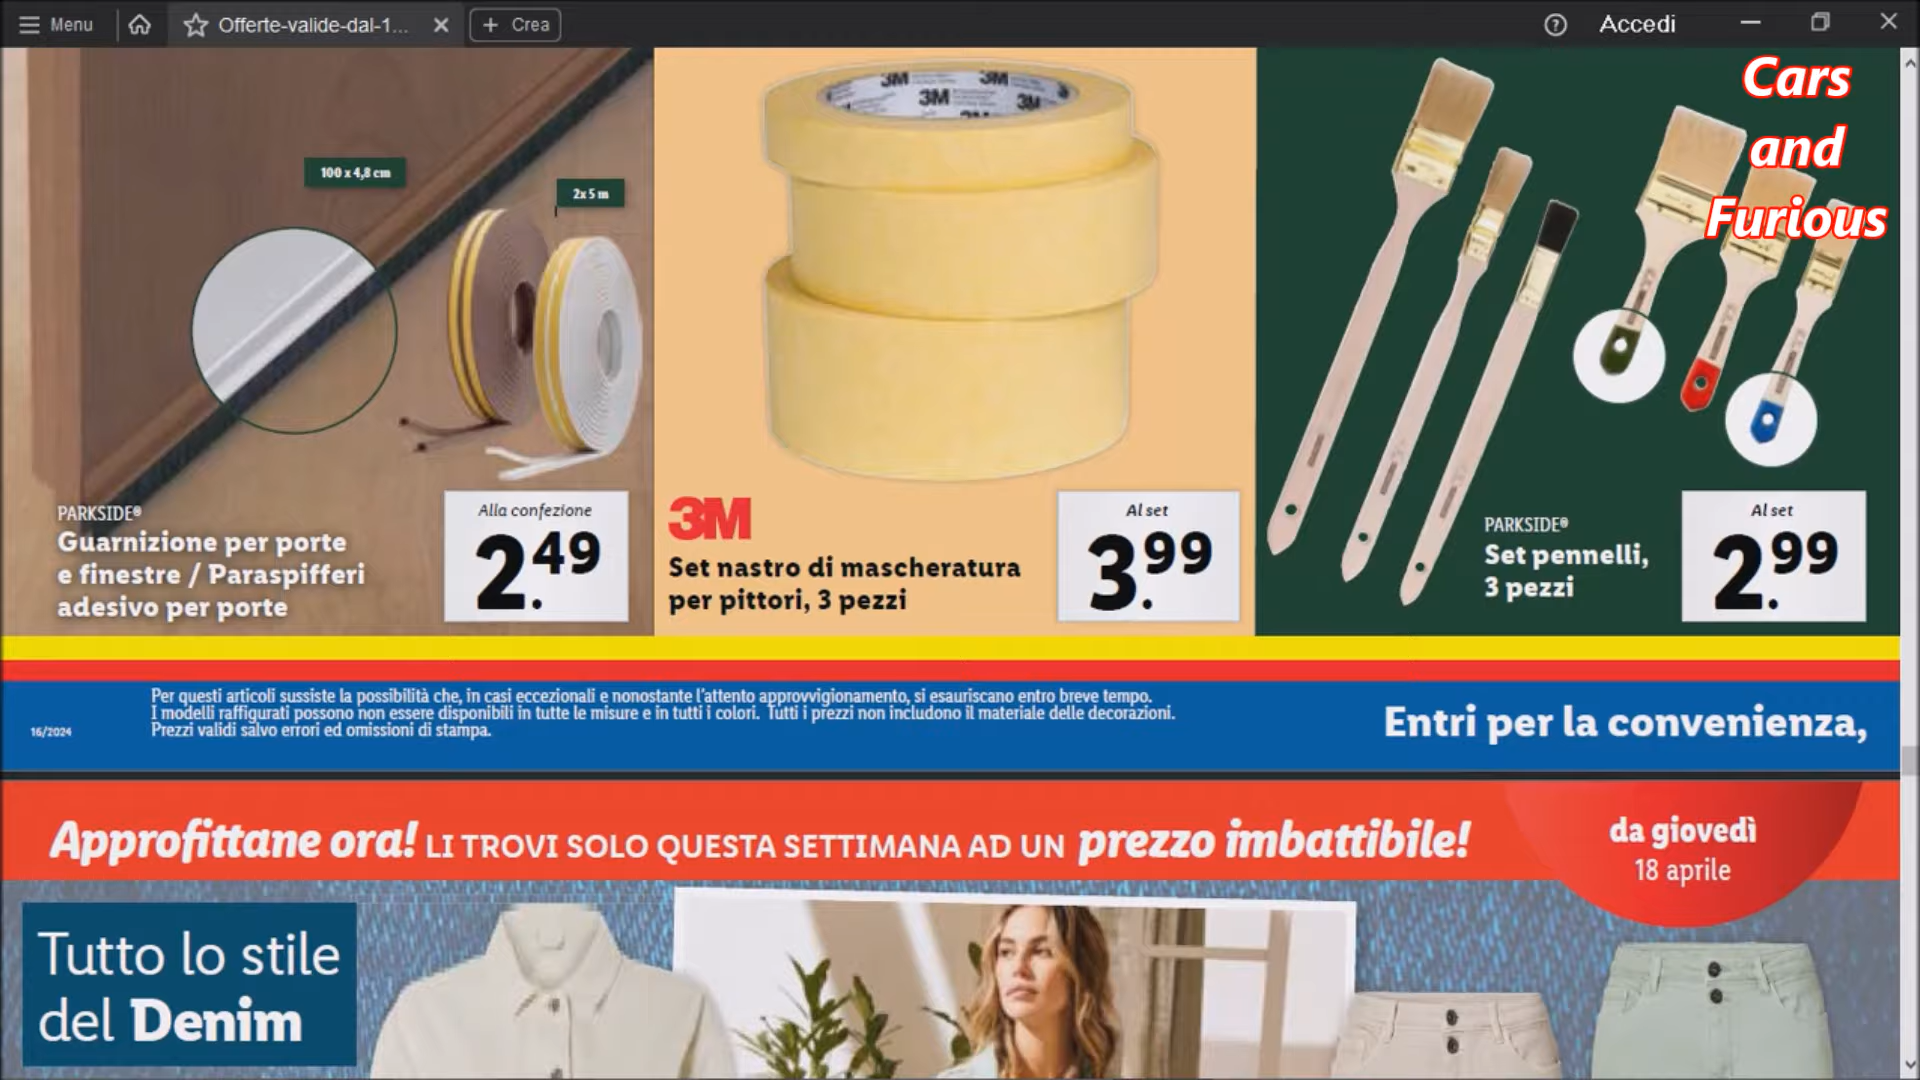 Menu
Offerte-valide-dal-1...
Crea
Accedi
Cars
and
Furious
100 x 4,8 cm
2x 5 m
PARKSIDE®
Guarnizione per porte
e finestre / Paraspifferi
adesivo per porte
Alla confezione
2.49
3M
3M
3M
3M
3M
3M
Set nastro di mascheratura
per pittori, 3 pezzi
Al set
3.99
PARKSIDE®
Set pennelli,
3 pezzi
Al set
2.99
16/2024
Per questi articoli sussiste la possibilità che, in casi eccezionali e nonostante l'attento approvvigionamento, si esauriscano entro breve tempo.
I modelli raffigurati possono non essere disponibili in tutte le misure e in tutti i colori. Tutti i prezzi non includono il materiale delle decorazioni.
Prezzi validi salvo errori ed omissioni di stampa.
Entri per la convenienza,
Approfittane ora! LI TROVI SOLO QUESTA SETTIMANA AD UN prezzo imbattibile!
da giovedì
18 aprile
Tutto lo stile
del Denim